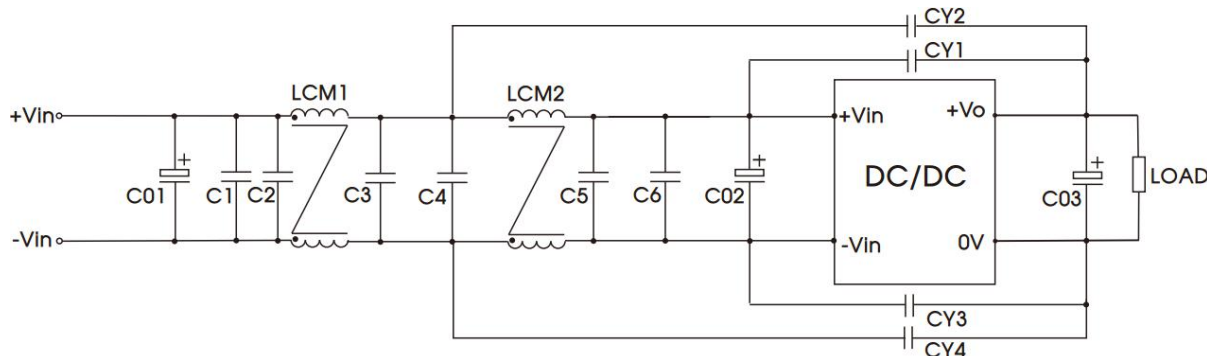 CY2
CY1
LCM1
LCM2
+Vin
+Vin
+Vo
+
+
+
DC/DC
C01
C1
C2
C3
C4
C5
C6
C02
C03
LOAD
-Vin
-Vin
0V
CY3
CY4